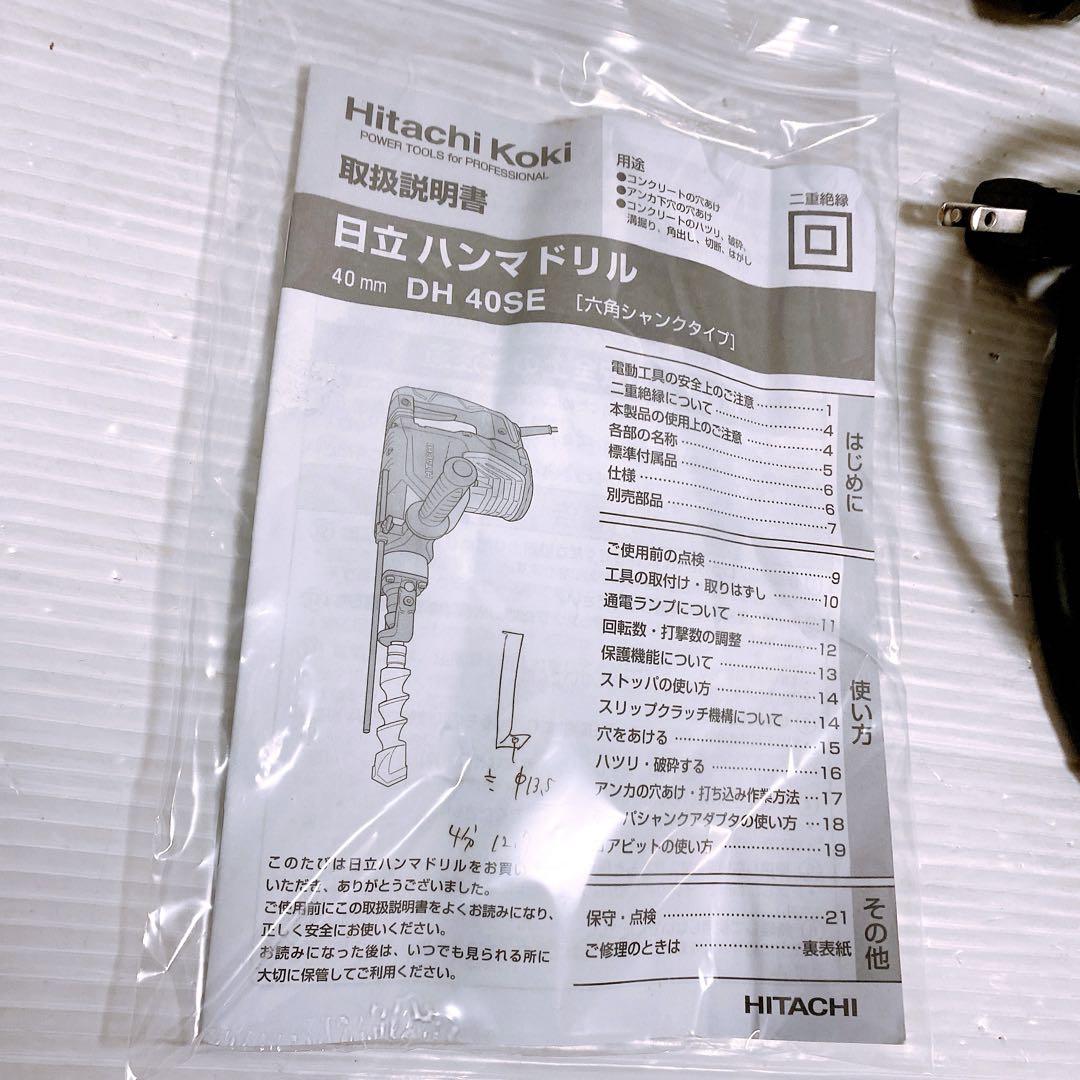 Hitachi Koki
POWER TOOLS for PROFESSIONAL
取扱説明書
用途
●コンクリートの穴あけ
●アンカ下穴の穴あけ
●コンクリートのハツリ、破砕、
溝掘り、角出し、切断、はがし
二重絶縁
日立 ハンマドリル
40 mm DH 40SE [六角シャンクタイプ]
HITACHI
電動工具の安全上のご注意……………1
二重絶縁について……………4
本製品の使用上のご注意……………4
各部の名称……………5
標準付属品……………6
仕様……………6
別売部品……………7
はじめに
ご使用前の点検……………9
工具の取付け・取りはずし…………10
通電ランプについて……………11
回転数・打撃数の調整…………12
保護機能について……………13
ストッパの使い方……………14
スリップクラッチ機構について……14
穴をあける……………15
ハツリ・破砕する……………16
アンカの穴あけ・打ち込み作業方法…17
パシャンクアダプタの使い方…18
アビットの使い方……………19
使い方
保守・点検……………21
ご修理のときは……………裏表紙
その他
≒ φ13.5
4分
このたびは日立ハンマドリルをお買い
いただき、ありがとうございました。
ご使用前にこの取扱説明書をよくお読みになり、
正しく安全にお使いください。
お読みになった後は、いつでも見られる所に
大切に保管してご利用ください。
HITACHI